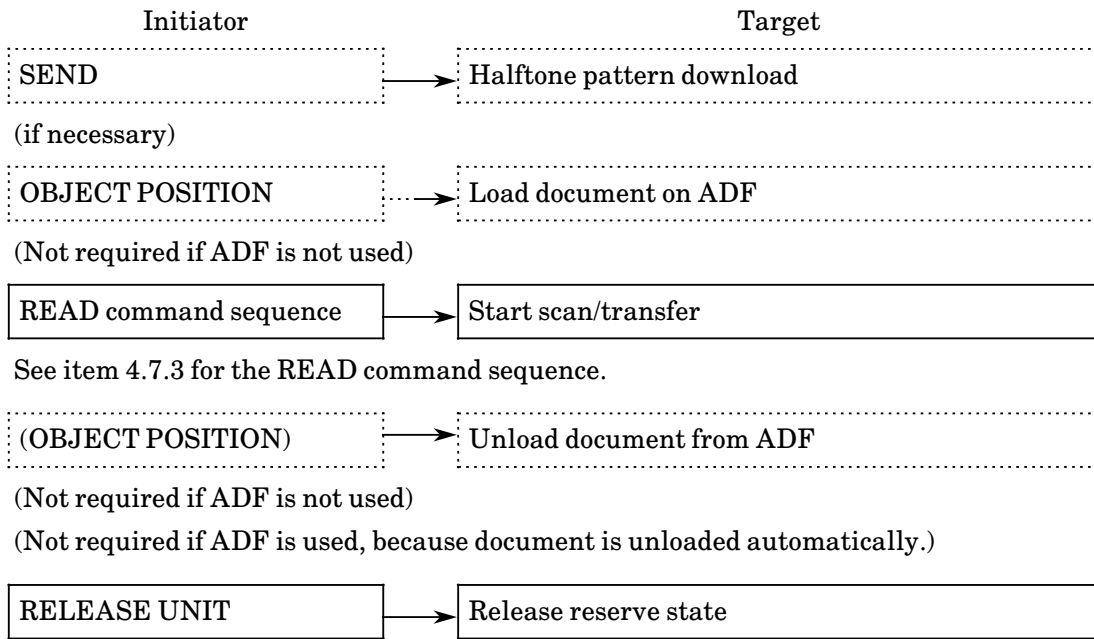 Initiator Target
SEND Halftone pattern download
(if necessary)
OBJECT POSITION Load document on ADF
(Not required if ADF is not used)
READ command sequence Start scan/transfer
See item 4.7.3 for the READ command sequence.
(OBJECT POSITION) Unload document from ADF
(Not required if ADF is not used)
(Not required if ADF is used, because document is unloaded automatically.)
RELEASE UNIT Release reserve state